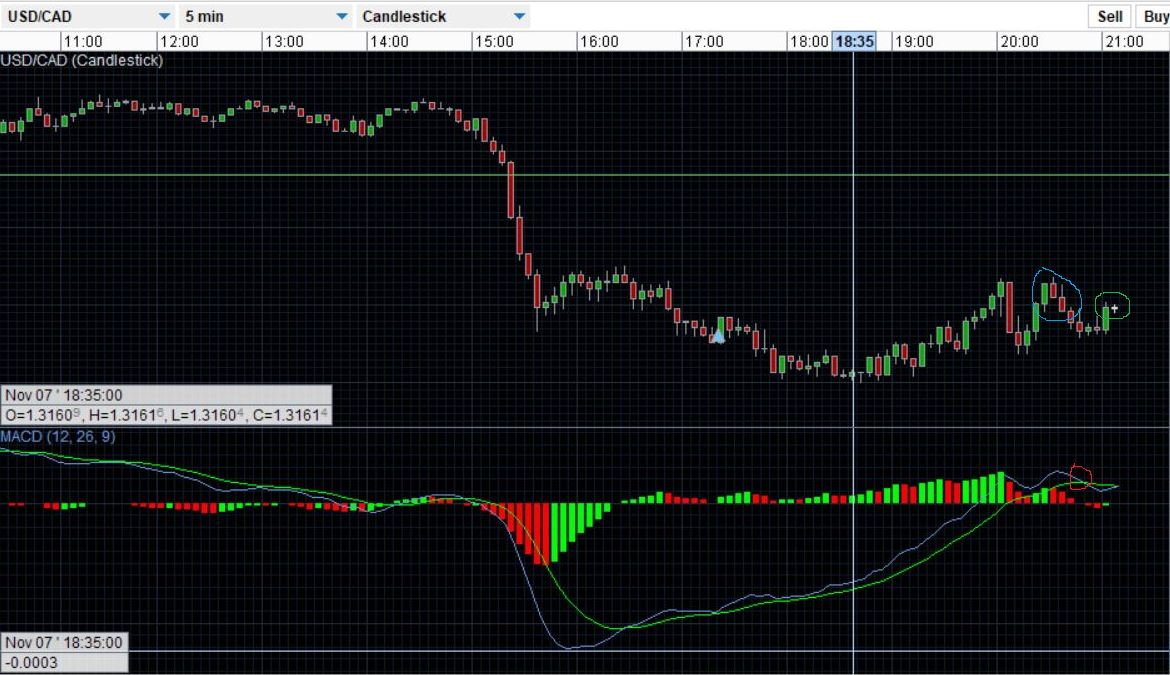 USD/CAD 5 min Candlestick Sell Buy
11:00 12:00 13:00 14:00 15:00 16:00 17:00 18:00 18:35 19:00 20:00 21:00
USD/CAD (Candlestick)
Nov 07 ' 18:35:00
O=1.3160⁹, H=1.3161⁶, L=1.3160⁴, C=1.3161⁴
MACD (12, 26, 9)
Nov 07 ' 18:35:00
-0.0003